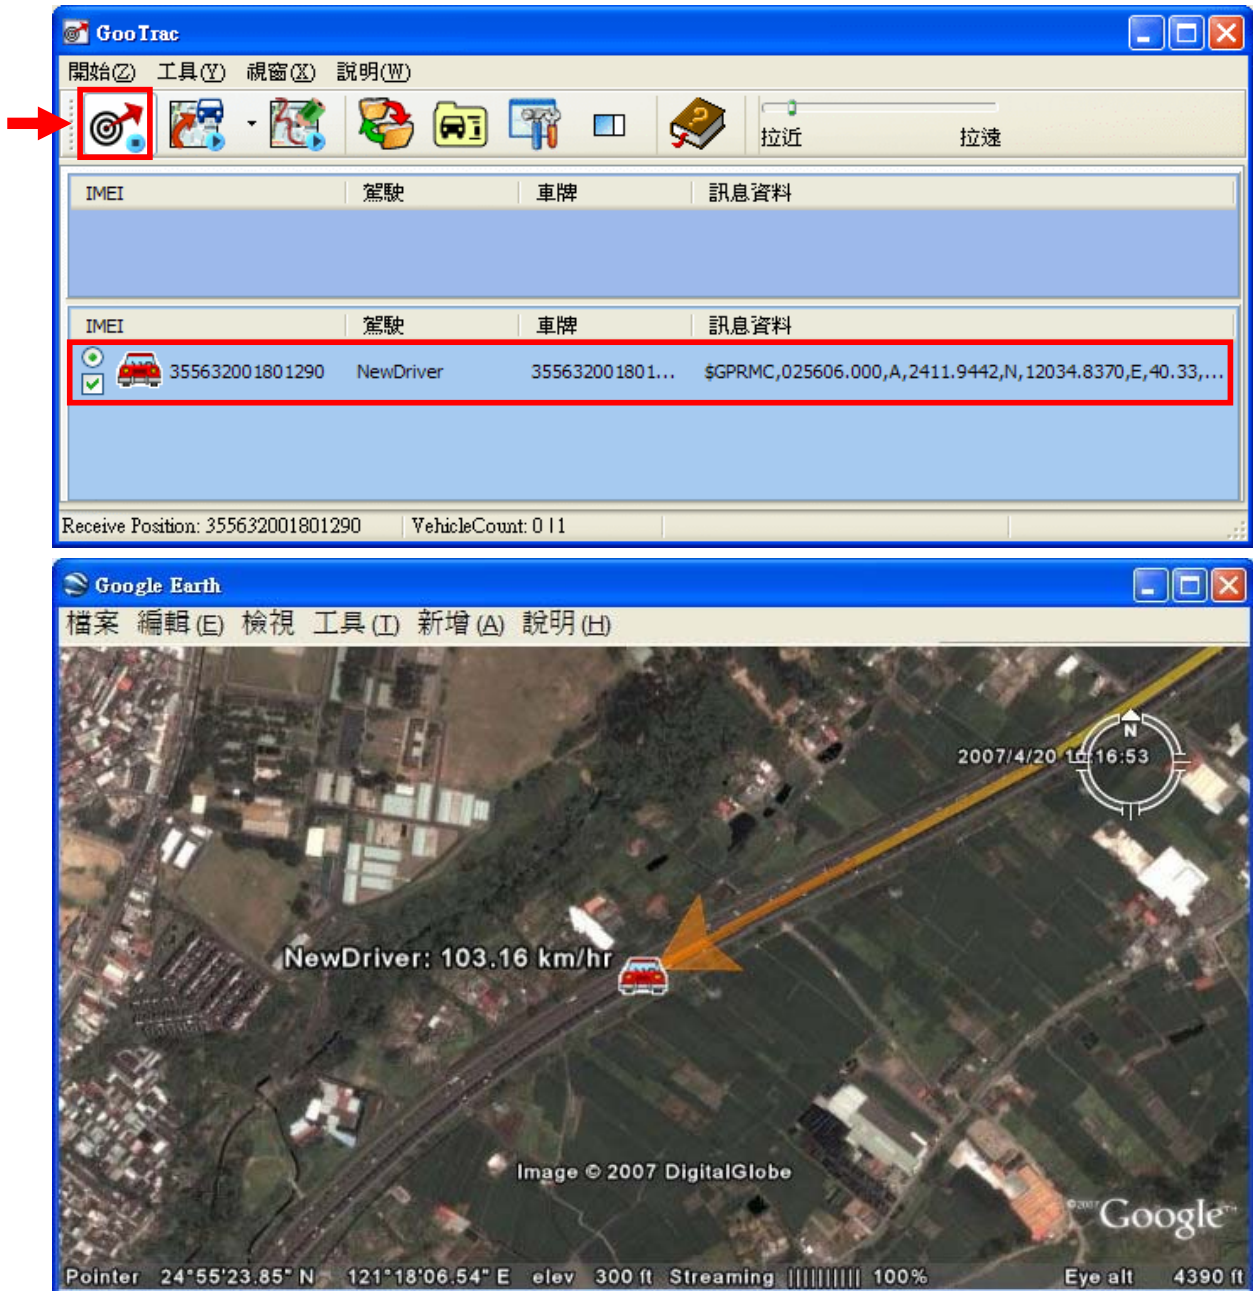 GooTrac
開始(Z) 工具(Y) 視窗(X) 說明(W)
拉近 拉遠
IMEI 駕駛 車牌 訊息資料
IMEI 駕駛 車牌 訊息資料
355632001801290 NewDriver 355632001801... $GPRMC,025606.000,A,2411.9442,N,12034.8370,E,40.33,...
Receive Position: 355632001801290 VehicleCount: 0 | 1
Google Earth
檔案 編輯(E) 檢視 工具(T) 新增(A) 說明(H)
N
2007/4/20 :16:53
NewDriver: 103.16 km/hr
Image © 2007 DigitalGlobe
©2007 Google™
Pointer 24°55'23.85" N 121°18'06.54" E elev 300 ft Streaming |||||||||| 100% Eye alt 4390 ft